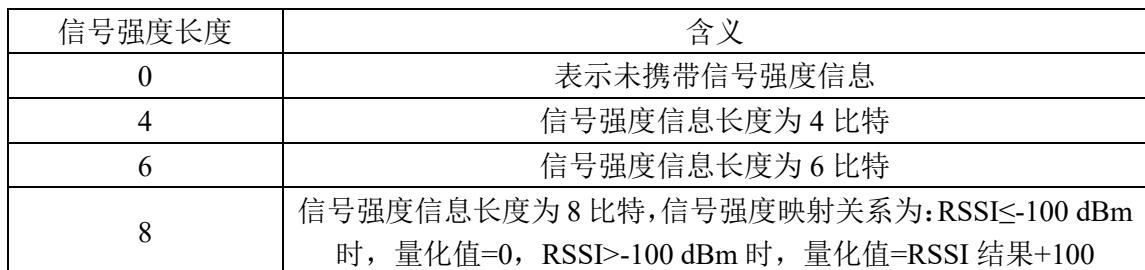 信号强度长度 含义
0 表示未携带信号强度信息
4 信号强度信息长度为 4 比特
6 信号强度信息长度为 6 比特
8 信号强度信息长度为 8 比特,信号强度映射关系为:RSSI≤-100 dBm
时，量化值=0，RSSI>-100 dBm 时，量化值=RSSI 结果+100